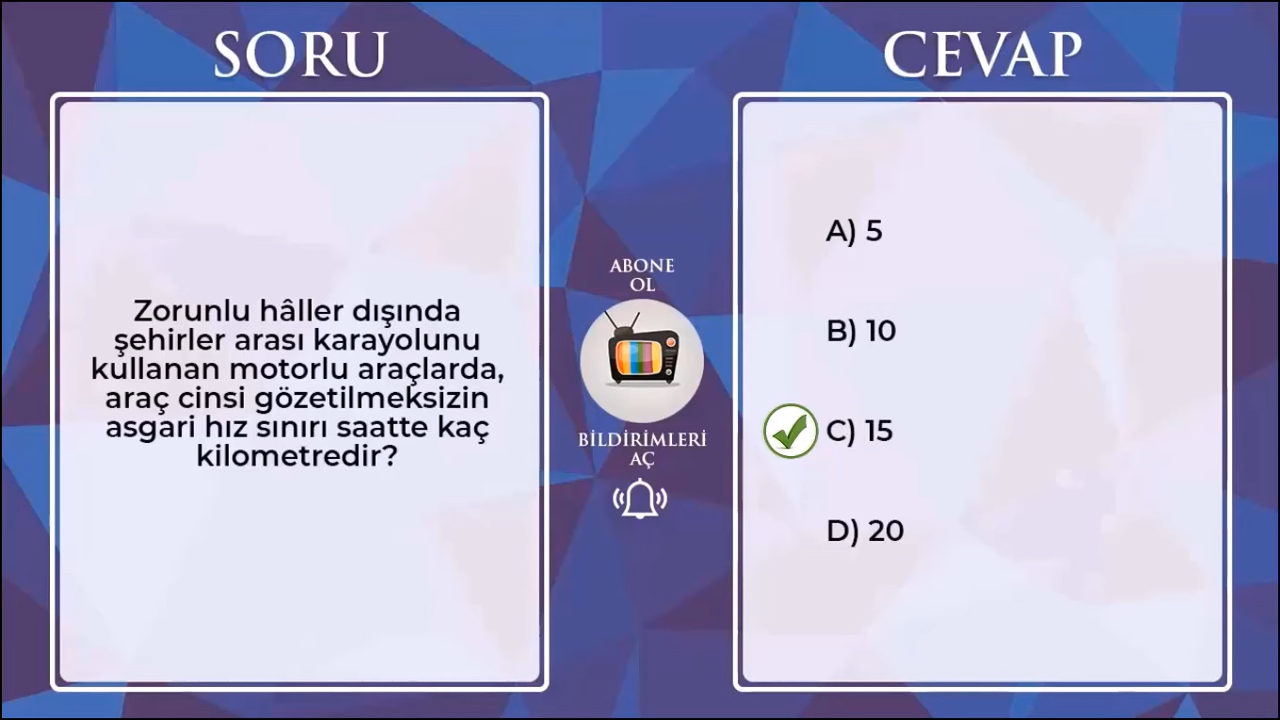 SORU
Zorunlu hâller dışında
şehirler arası karayolunu
kullanan motorlu araçlarda,
araç cinsi gözetilmeksizin
asgari hız sınırı saatte kaç
kilometredir?
ABONE
OL
BİLDİRİMLERİ
AÇ
CEVAP
A) 5
B) 10
C) 15
D) 20